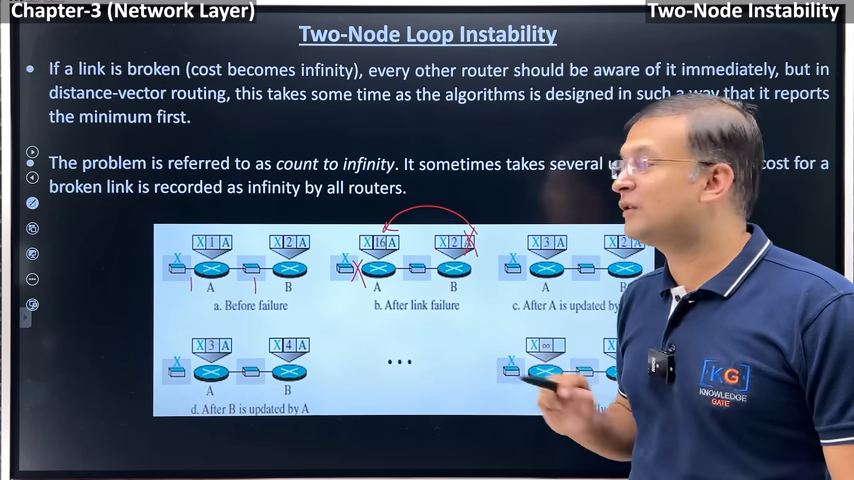 Chapter-3 (Network Layer)
Two-Node Instability
Two-Node Loop Instability
• If a link is broken (cost becomes infinity), every other router should be aware of it immediately, but in
distance-vector routing, this takes some time as the algorithms is designed in such a way that it reports
the minimum first.
• The problem is referred to as count to infinity. It sometimes takes several cost for a
broken link is recorded as infinity by all routers.
X 1 A
X 2 A
X 16 A
X 2
X 3 A
X 2
X
X
X
X
1
1
A
B
A
B
A
B
a. Before failure
b. After link failure
c. After A is updated by
X 3 A
X 4 A
...
X ∞
X
X
A
B
d. After B is updated by A
KG
KNOWLEDGE
GATE